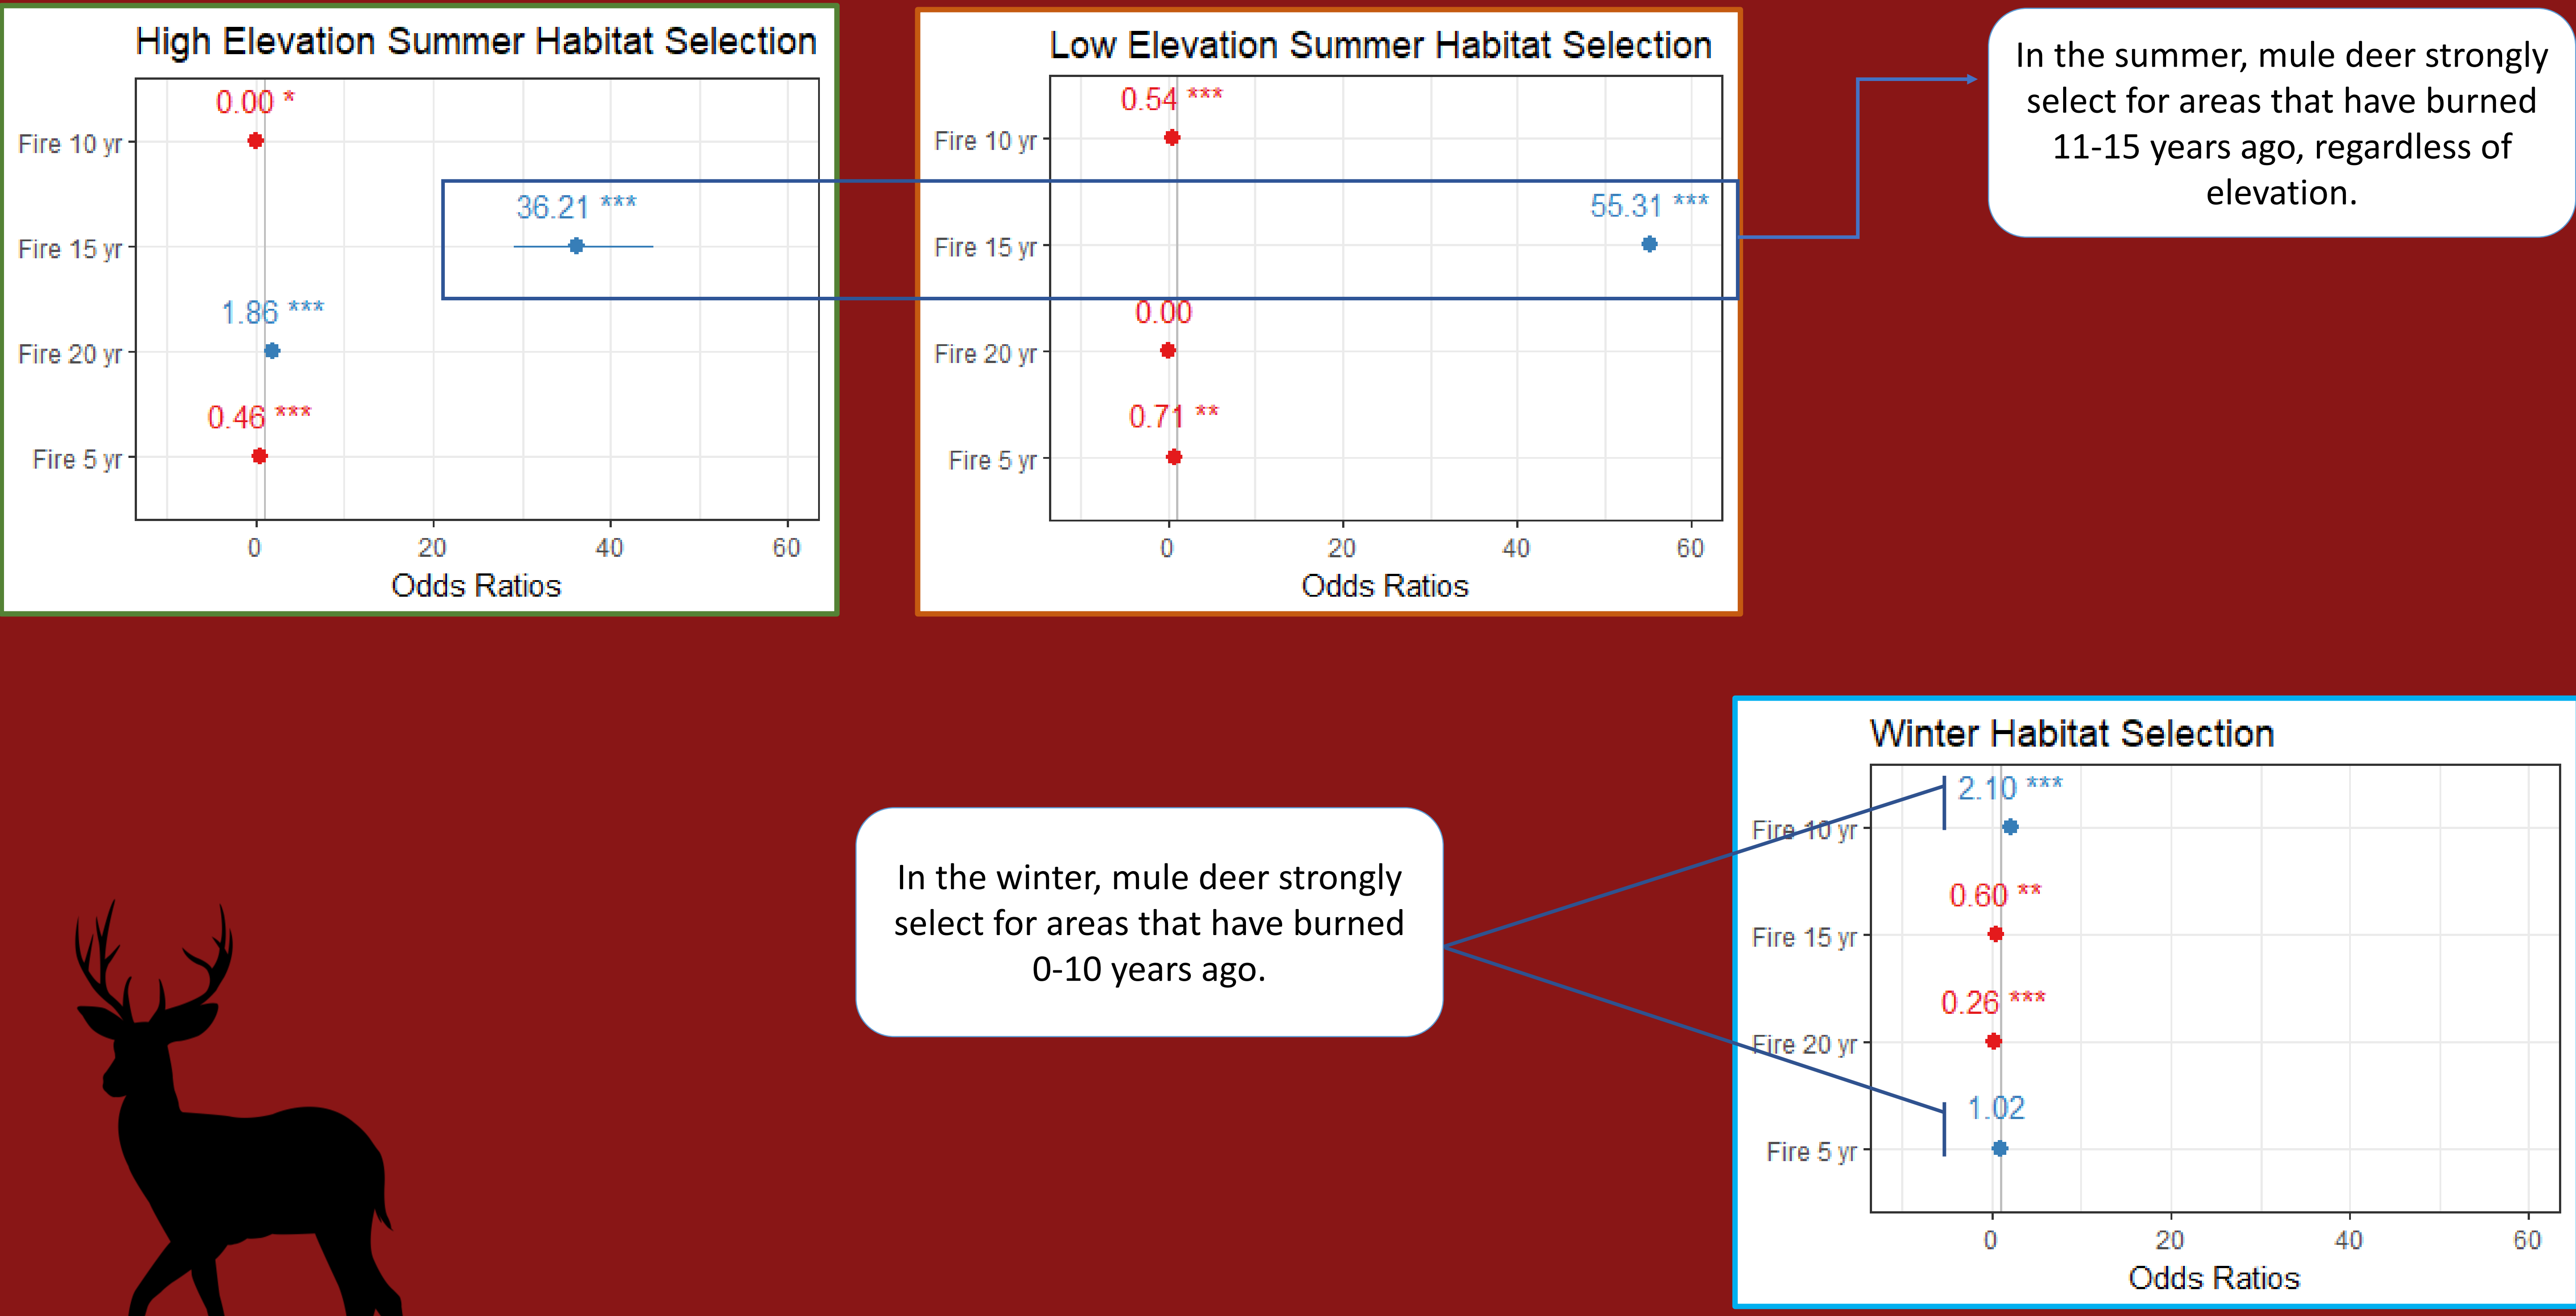 High Elevation Summer Habitat Selection
0.00 *
Fire 10 yr
36.21 ***
Fire 15 yr
1.86 ***
Fire 20 yr
0.46 ***
Fire 5 yr
0 20 40 60
Odds Ratios
Low Elevation Summer Habitat Selection
0.54 ***
Fire 10 yr
55.31 ***
Fire 15 yr
0.00
Fire 20 yr
0.71 **
Fire 5 yr
0 20 40 60
Odds Ratios
In the summer, mule deer strongly
select for areas that have burned
11-15 years ago, regardless of
elevation.
In the winter, mule deer strongly
select for areas that have burned
0-10 years ago.
Winter Habitat Selection
2.10 ***
Fire 10 yr
0.60 **
Fire 15 yr
0.26 ***
Fire 20 yr
1.02
Fire 5 yr
0 20 40 60
Odds Ratios